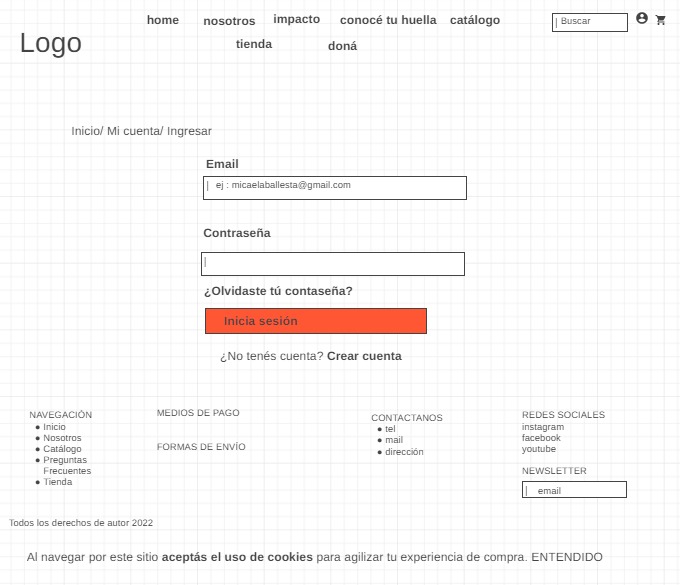 home nosotros impacto conocé tu huella catálogo
Buscar
Logo
tienda doná
Inicio/ Mi cuenta/ Ingresar
Email
ej : micaelaballesta@gmail.com
Contraseña
¿Olvidaste tú contaseña?
Inicia sesión
¿No tenés cuenta? Crear cuenta
NAVEGACIÓN
● Inicio
● Nosotros
● Catálogo
● Preguntas
Frecuentes
● Tienda
MEDIOS DE PAGO
FORMAS DE ENVÍO
CONTACTANOS
● tel
● mail
● dirección
REDES SOCIALES
instagram
facebook
youtube
NEWSLETTER
email
Todos los derechos de autor 2022
Al navegar por este sitio aceptás el uso de cookies para agilizar tu experiencia de compra. ENTENDIDO